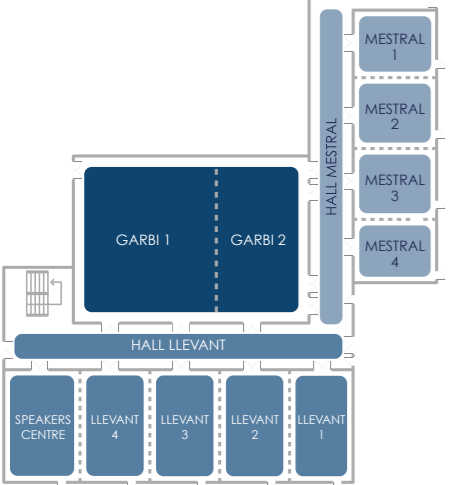 MESTRAL
1
MESTRAL
2
HALL MESTRAL
MESTRAL
3
GARBI 1
GARBI 2
MESTRAL
4
HALL LLEVANT
SPEAKERS
CENTRE
LLEVANT
4
LLEVANT
3
LLEVANT
2
LLEVANT
1